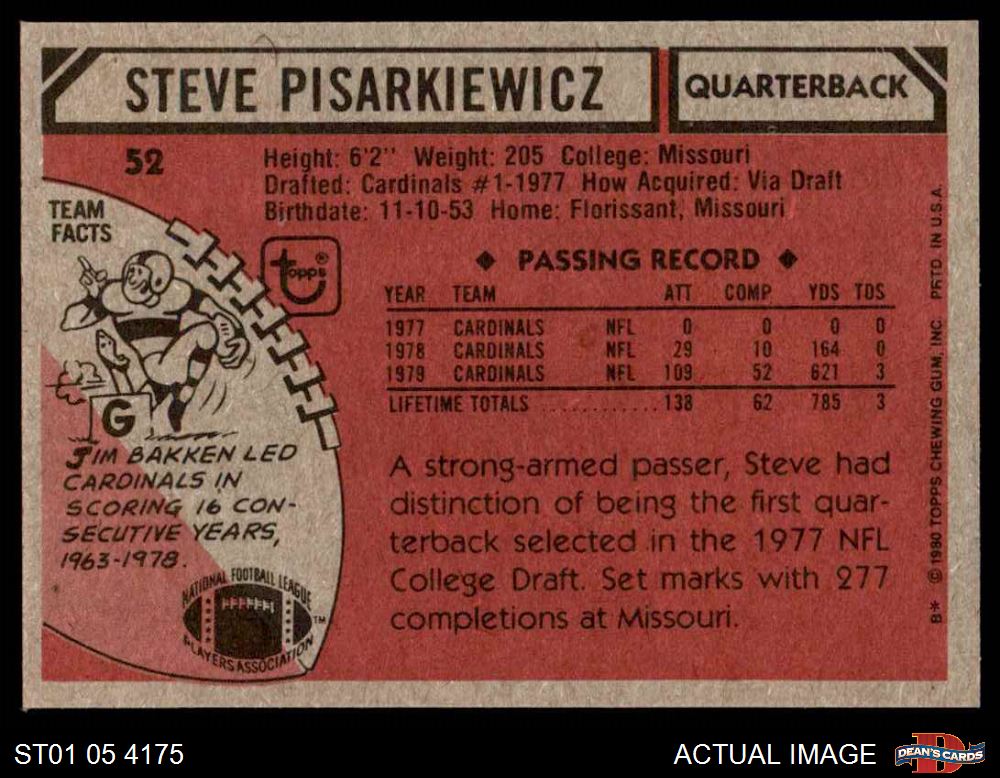 STEVE PISARKIEWICZ
QUARTERBACK
52
Height: 6'2" Weight: 205 College: Missouri
Drafted: Cardinals #1-1977 How Acquired: Via Draft
Birthdate: 11-10-53 Home: Florissant, Missouri
TEAM
FACTS
topps®
G
JIM BAKKEN LED
CARDINALS IN
SCORING 16 CON-
SECUTIVE YEARS,
1963-1978.
NATIONAL FOOTBALL LEAGUE
PLAYERS ASSOCIATION
TM
◆ PASSING RECORD ◆
YEAR TEAM ATT COMP YDS TDS
1977 CARDINALS NFL 0 0 0 0
1978 CARDINALS NFL 29 10 164 0
1979 CARDINALS NFL 109 52 621 3
LIFETIME TOTALS ............ 138 62 785 3
A strong-armed passer, Steve had
distinction of being the first quar-
terback selected in the 1977 NFL
College Draft. Set marks with 277
completions at Missouri.
B* © 1980 TOPPS CHEWING GUM, INC. PRTD IN U.S.A.
ST01 05 4175
ACTUAL IMAGE
D
DEAN'S CARDS